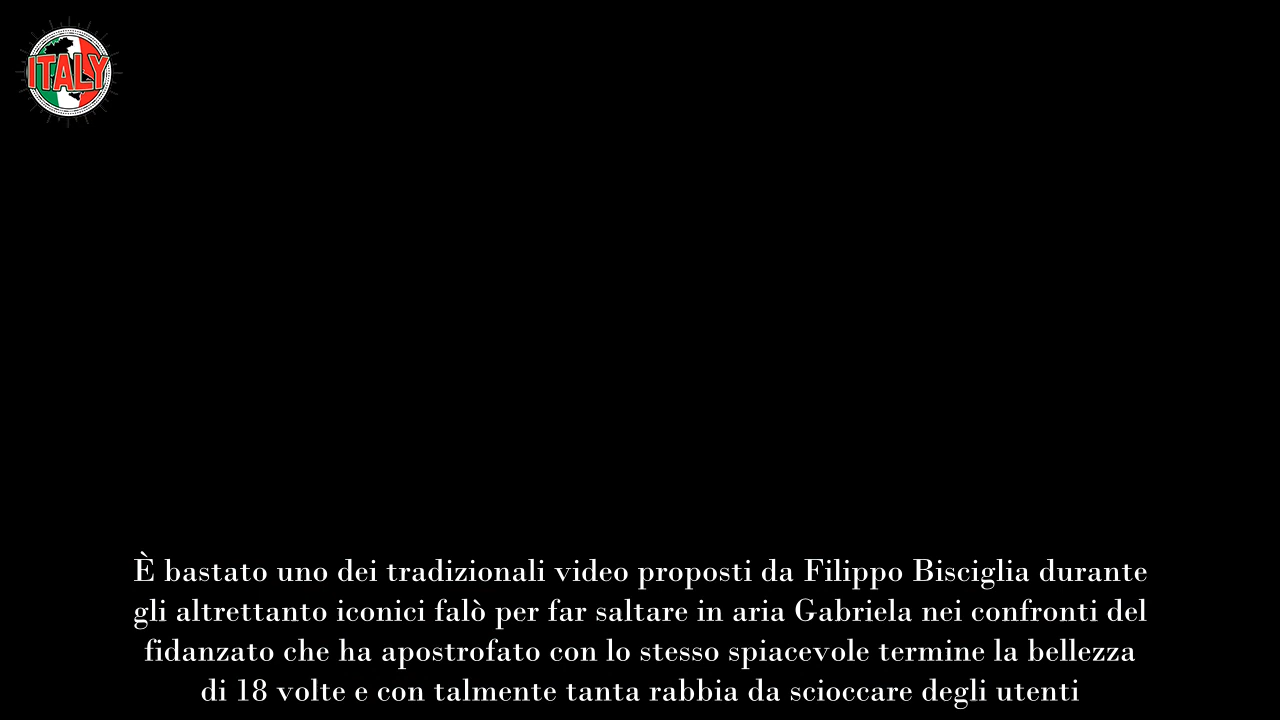 ITALY
È bastato uno dei tradizionali video proposti da Filippo Bisciglia durante
gli altrettanto iconici falò per far saltare in aria Gabriela nei confronti del
fidanzato che ha apostrofato con lo stesso spiacevole termine la bellezza
di 18 volte e con talmente tanta rabbia da scioccare degli utenti